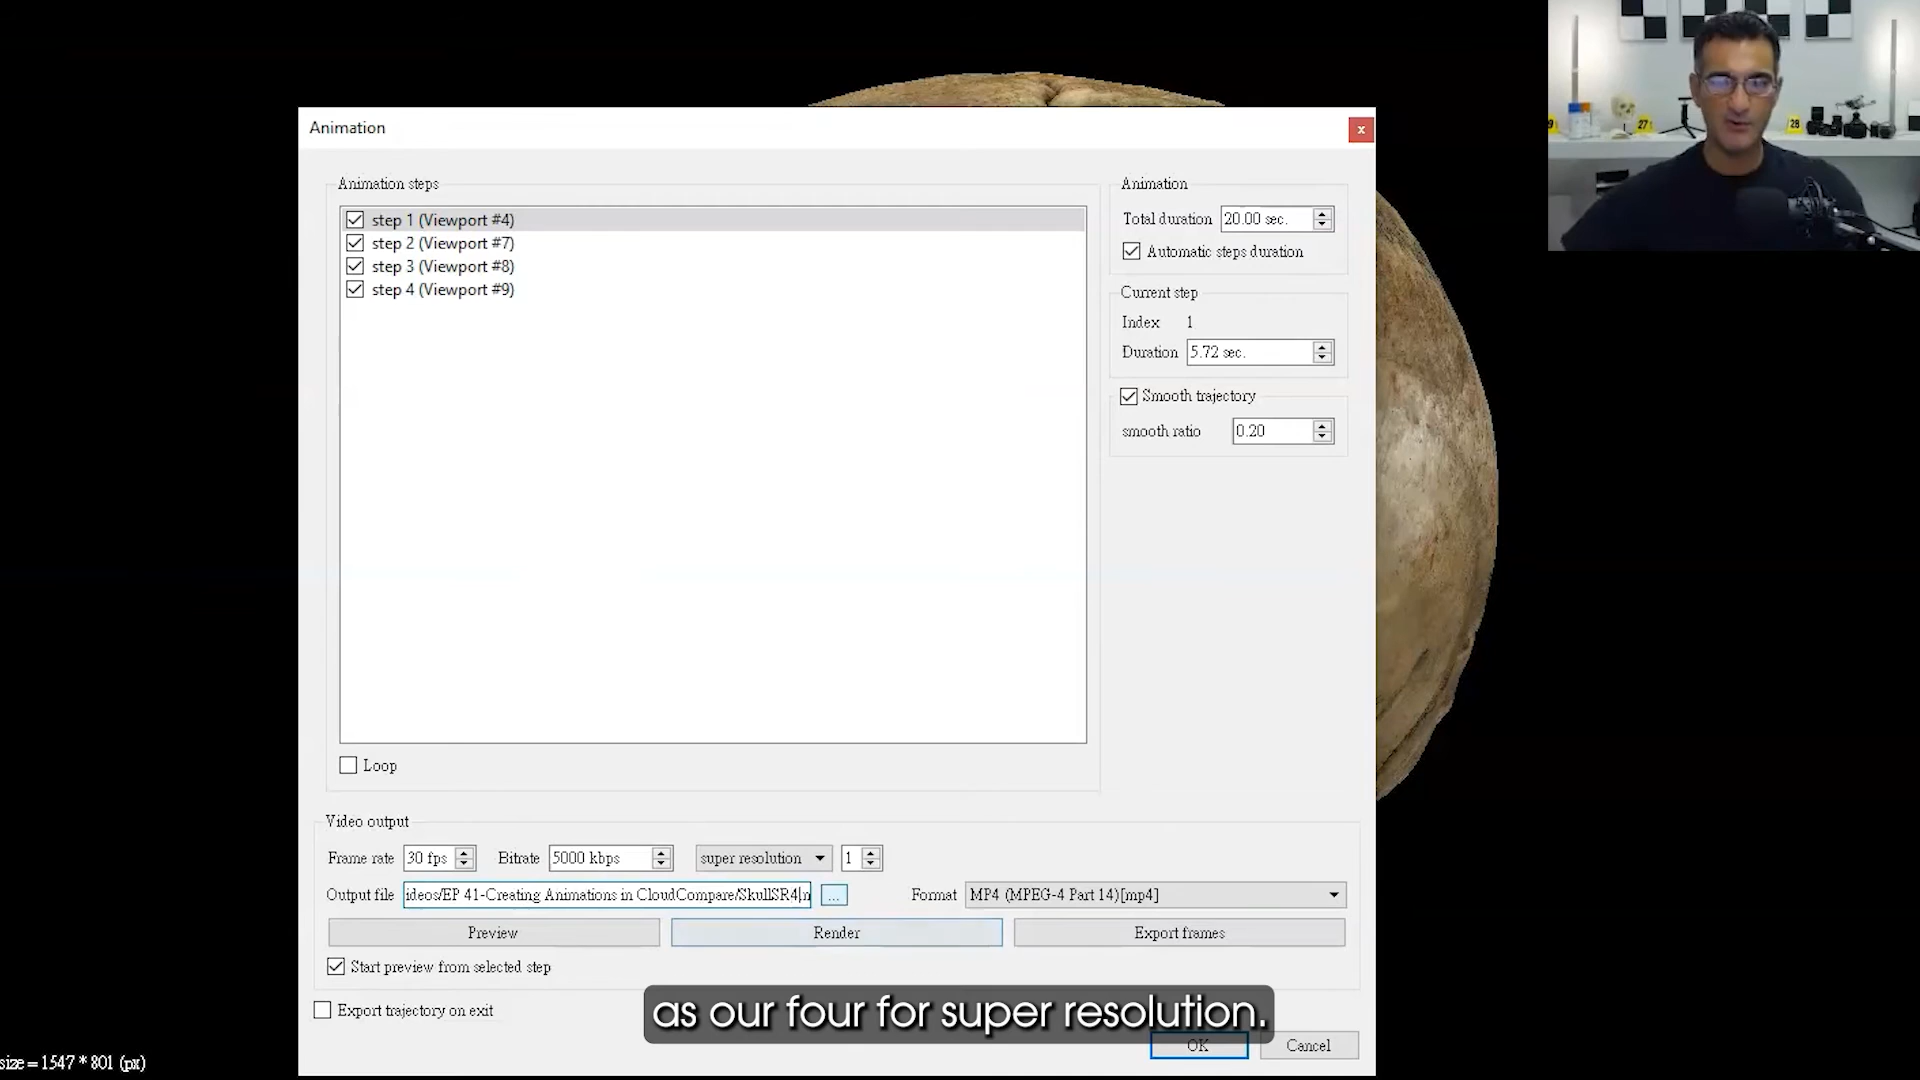 Animation
x
Animation steps
step 1 (Viewport #4)
step 2 (Viewport #7)
step 3 (Viewport #8)
step 4 (Viewport #9)
Loop
Animation
Total duration 20.00 sec.
Automatic steps duration
Current step
Index 1
Duration 5.72 sec.
Smooth trajectory
smooth ratio 0.20
Video output
Frame rate 30 fps Bitrate 5000 kbps super resolution 1
Output file ideos/EP 41-Creating Animations in CloudCompare/SkullSR4 ... Format MP4 (MPEG-4 Part 14)[mp4]
Preview Render Export frames
Start preview from selected step
Export trajectory on exit
as our four for super resolution.
OK Cancel
size = 1547 * 801 (px)
27
28